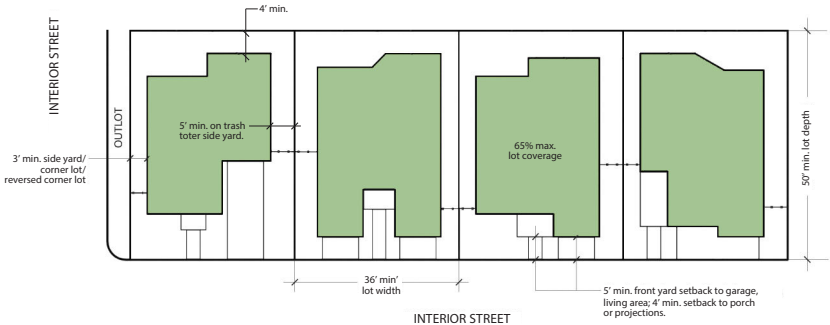 4’ min.
INTERIOR STREET
OUTLOT
5’ min. on trash
toter side yard.
65% max.
lot coverage
50’ min. lot depth
3’ min. side yard/
corner lot/
reversed corner lot
36’ min’
lot width
5’ min. front yard setback to garage,
living area; 4’ min. setback to porch
or projections.
INTERIOR STREET